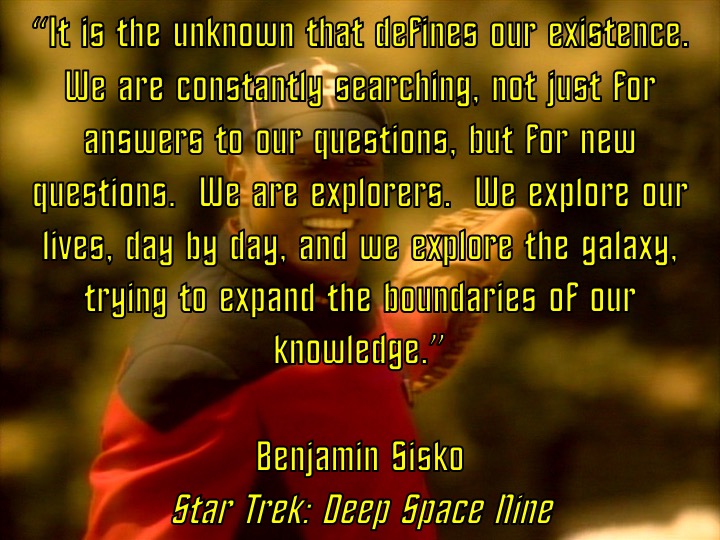 “It is the unknown that defines our existence.
We are constantly searching, not just for
answers to our questions, but for new
questions.  We are explorers.  We explore our
lives, day by day, and we explore the galaxy,
trying to expand the boundaries of our
knowledge.”
Benjamin Sisko
Star Trek: Deep Space Nine